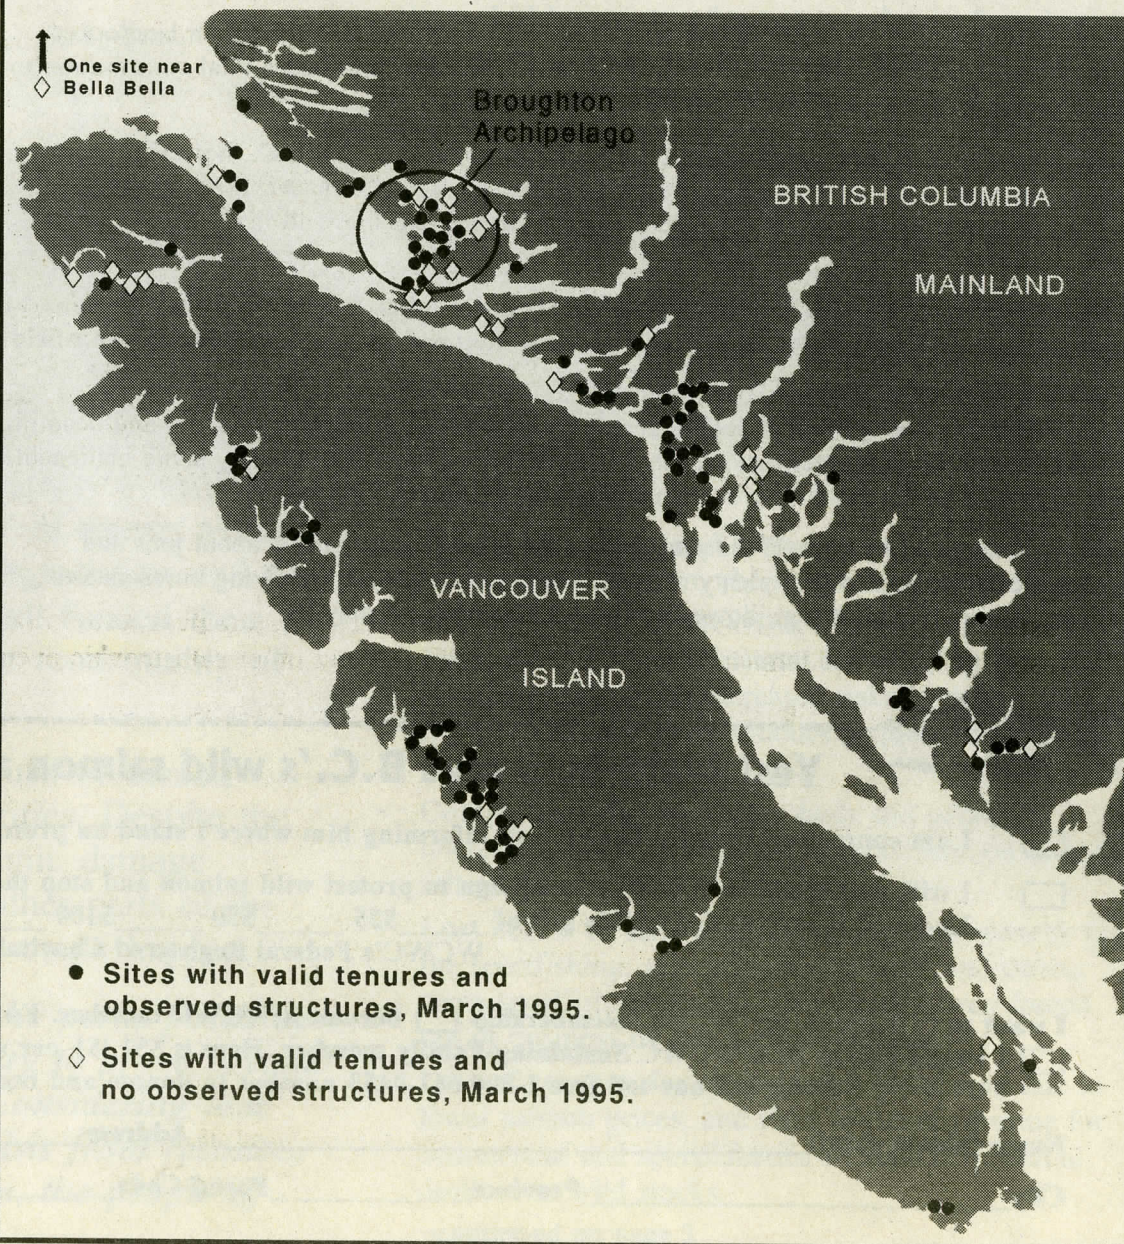 One site near
Bella Bella
Broughton
Archipelago
BRITISH COLUMBIA
MAINLAND
VANCOUVER
ISLAND
Sites with valid tenures and
observed structures, March 1995.
Sites with valid tenures and
no observed structures, March 1995.